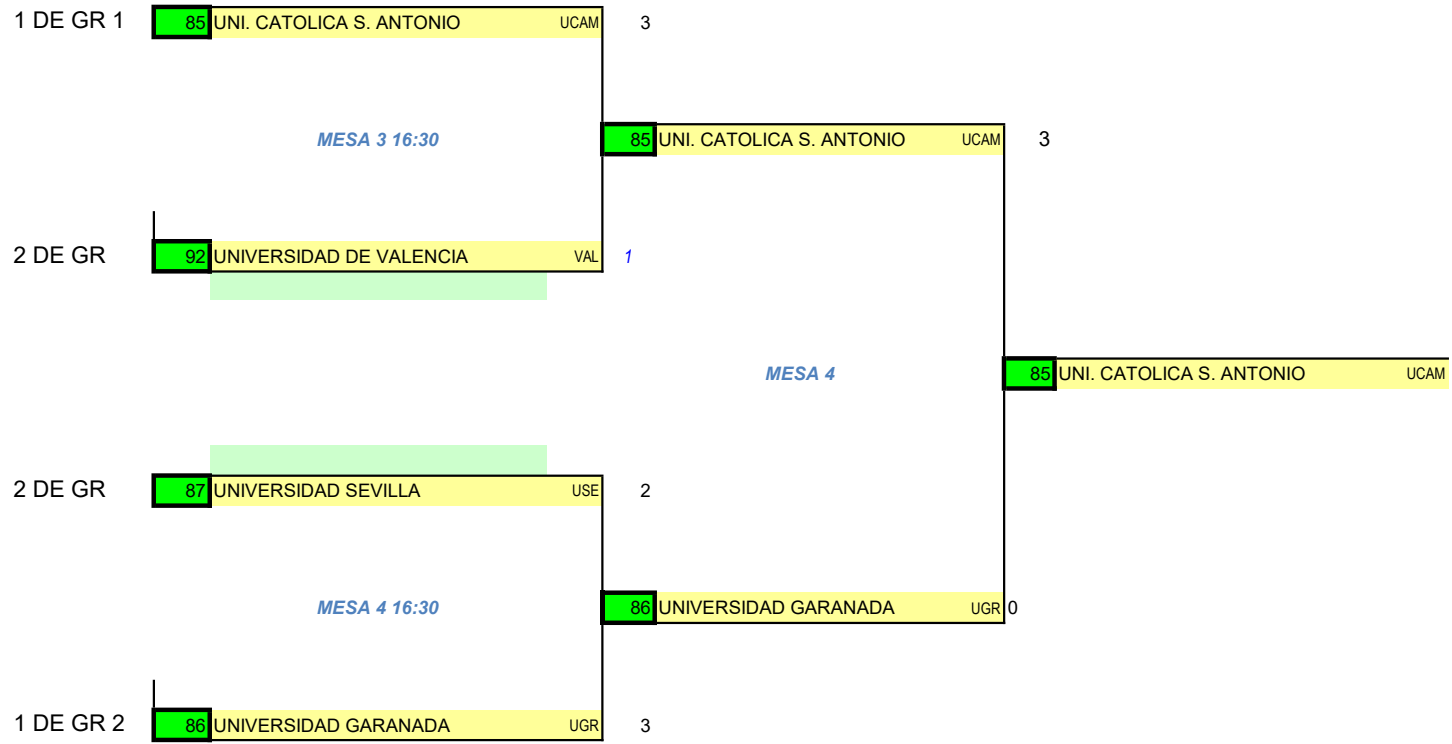 1 DE GR 1 85 UNI. CATOLICA S. ANTONIO UCAM 3
MESA 3 16:30 85 UNI. CATOLICA S. ANTONIO UCAM 3
2 DE GR 92 UNIVERSIDAD DE VALENCIA VAL 1
MESA 4 85 UNI. CATOLICA S. ANTONIO UCAM
2 DE GR 87 UNIVERSIDAD SEVILLA USE 2
MESA 4 16:30 86 UNIVERSIDAD GARANADA UGR 0
1 DE GR 2 86 UNIVERSIDAD GARANADA UGR 3